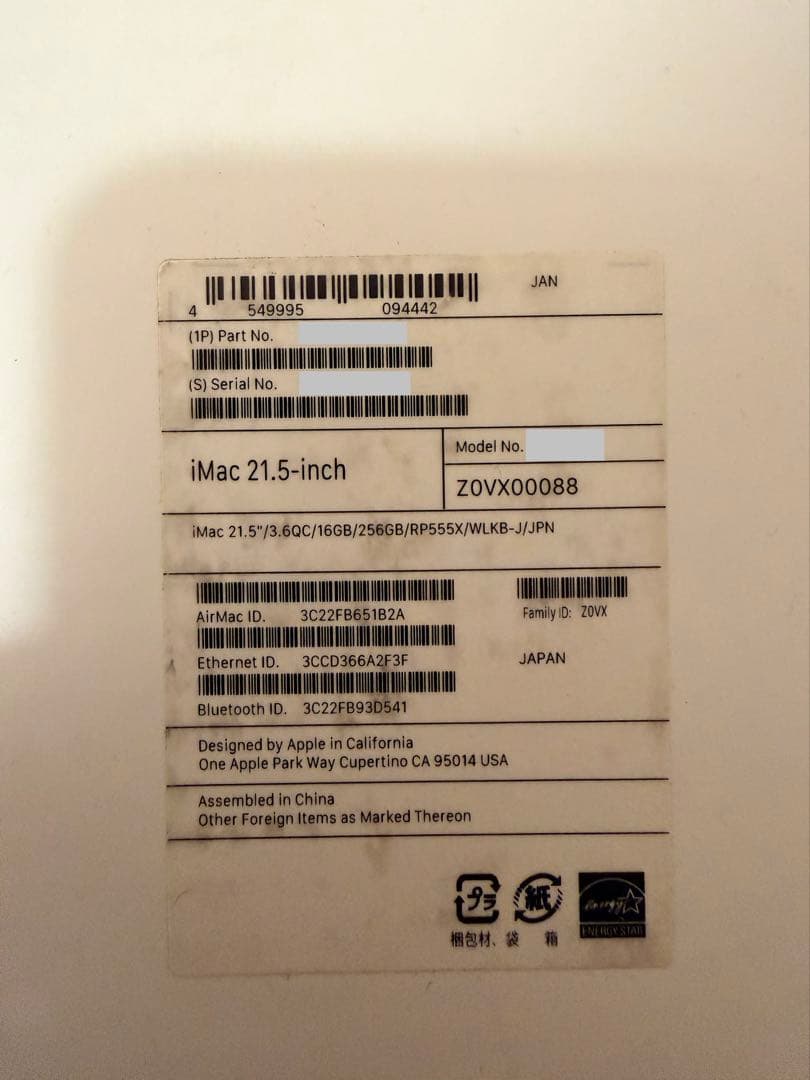 JAN
4 549995 094442
(1P) Part No.
(S) Serial No.
iMac 21.5-inch
Model No.
Z0VX00088
iMac 21.5"/3.6QC/16GB/256GB/RP555X/WLKB-J/JPN
AirMac ID. 3C22FB651B2A
Family ID: Z0VX
Ethernet ID. 3CCD366A2F3F
JAPAN
Bluetooth ID. 3C22FB93D541
Designed by Apple in California
One Apple Park Way Cupertino CA 95014 USA
Assembled in China
Other Foreign Items as Marked Thereon
プラ 紙 energy
ENERGY STAR
梱包材、袋 箱